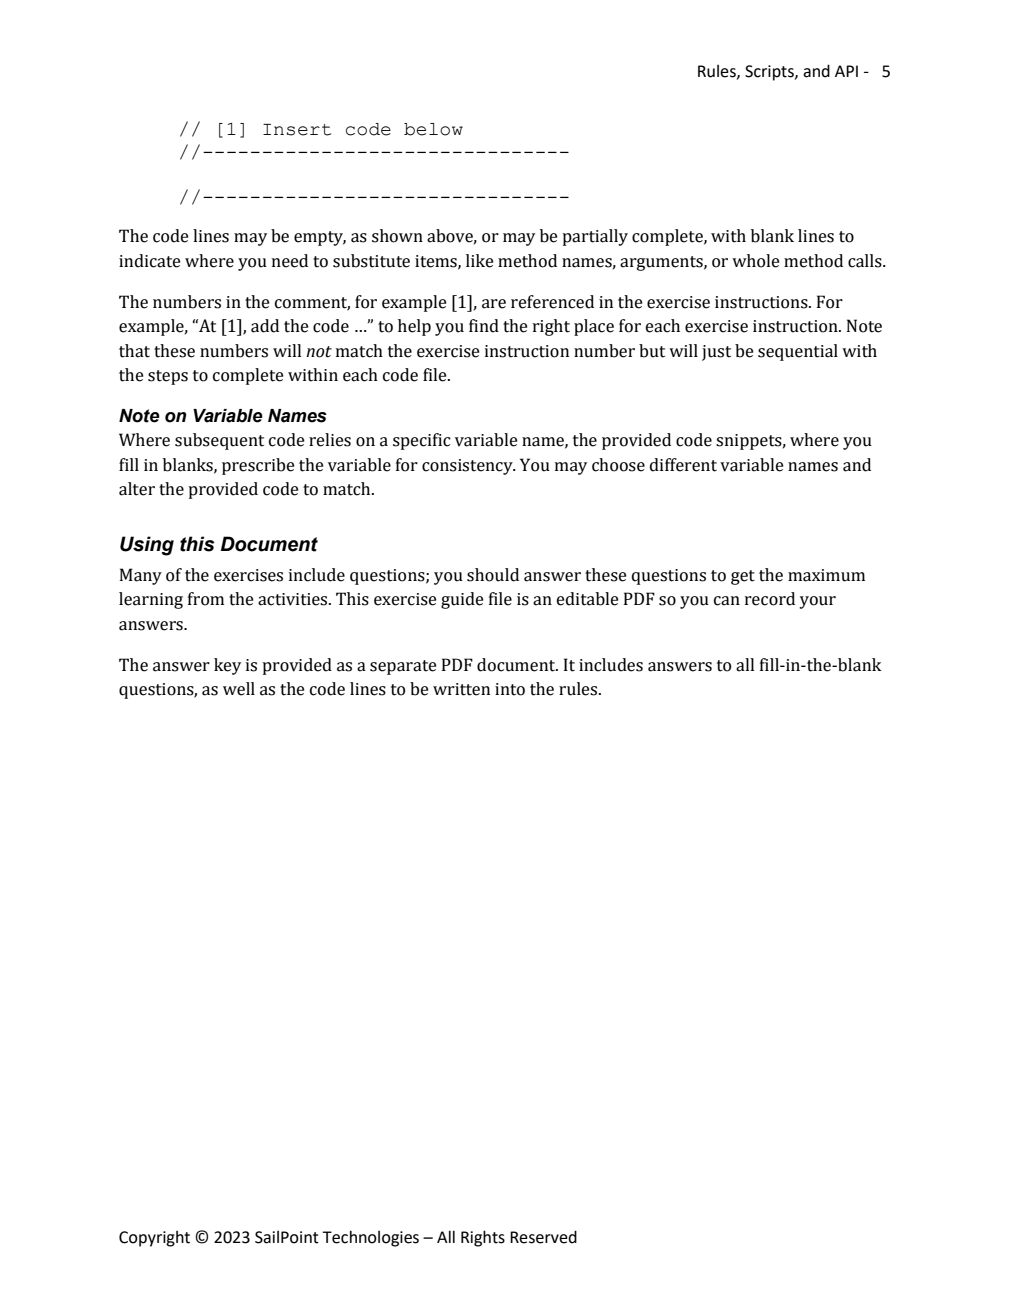 Rules, Scripts, and API - 5
// [1] Insert code below
//-------------------------------
//-------------------------------
The code lines may be empty, as shown above, or may be partially complete, with blank lines to
indicate where you need to substitute items, like method names, arguments, or whole method calls.
The numbers in the comment, for example [1], are referenced in the exercise instructions. For
example, “At [1], add the code …” to help you find the right place for each exercise instruction. Note
that these numbers will not match the exercise instruction number but will just be sequential with
the steps to complete within each code file.
Note on Variable Names
Where subsequent code relies on a specific variable name, the provided code snippets, where you
fill in blanks, prescribe the variable for consistency. You may choose different variable names and
alter the provided code to match.
Using this Document
Many of the exercises include questions; you should answer these questions to get the maximum
learning from the activities. This exercise guide file is an editable PDF so you can record your
answers.
The answer key is provided as a separate PDF document. It includes answers to all fill-in-the-blank
questions, as well as the code lines to be written into the rules.
Copyright © 2023 SailPoint Technologies – All Rights Reserved